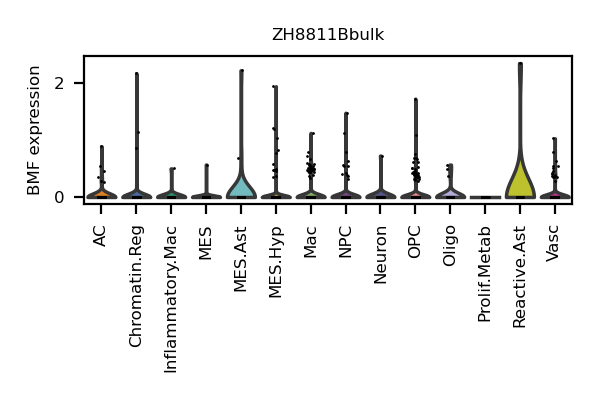 ZH8811Bbulk
BMF expression
2
0
AC
Chromatin.Reg
Inflammatory.Mac
MES
MES.Ast
MES.Hyp
Mac
NPC
Neuron
OPC
Oligo
Prolif.Metab
Reactive.Ast
Vasc